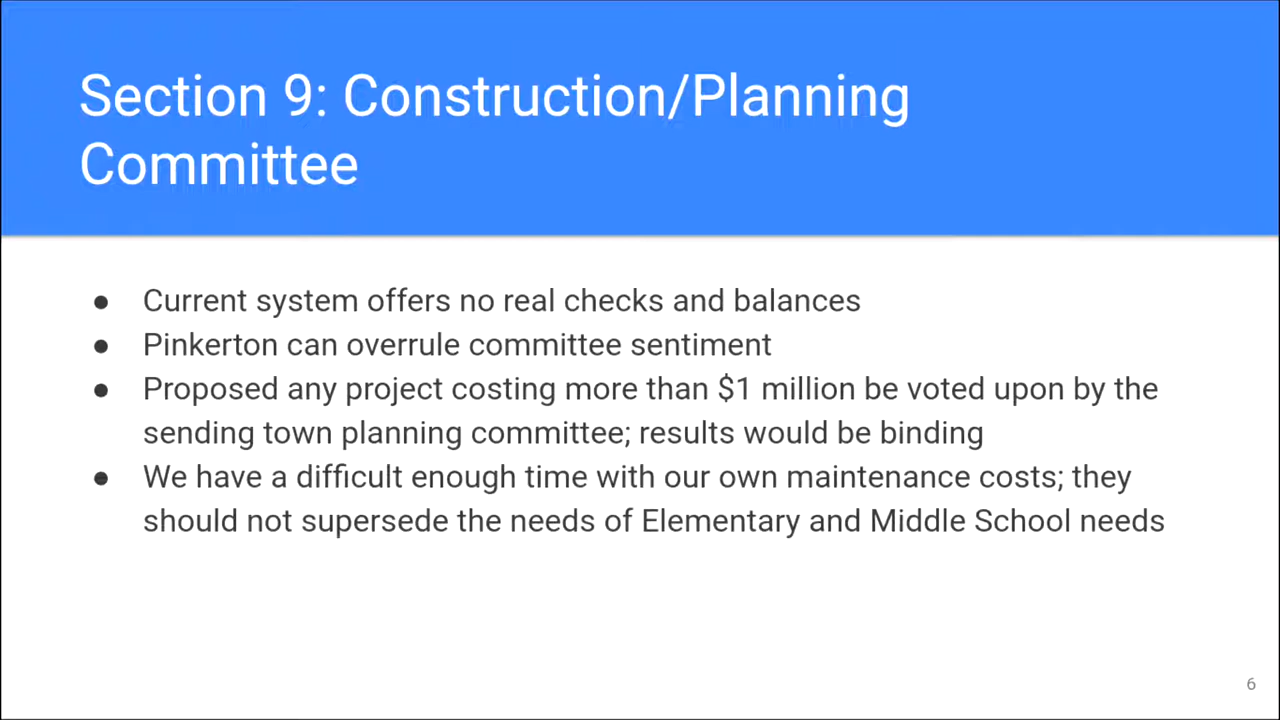 Section 9: Construction/Planning
Committee
● Current system offers no real checks and balances
● Pinkerton can overrule committee sentiment
● Proposed any project costing more than $1 million be voted upon by the
sending town planning committee; results would be binding
● We have a difficult enough time with our own maintenance costs; they
should not supersede the needs of Elementary and Middle School needs
6